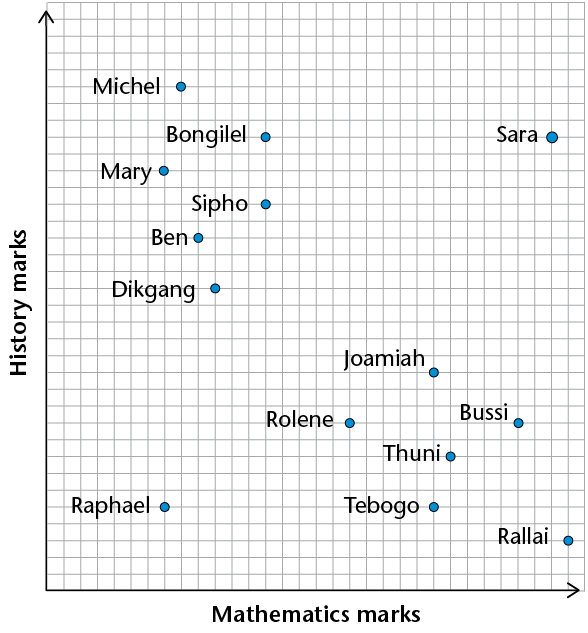 Michel
Bongilel
Sara
Mary
Sipho
Ben
Dikgang
Joamiah
Rolene
Bussi
Thuni
Raphael
Tebogo
Rallai
History marks
Mathematics marks